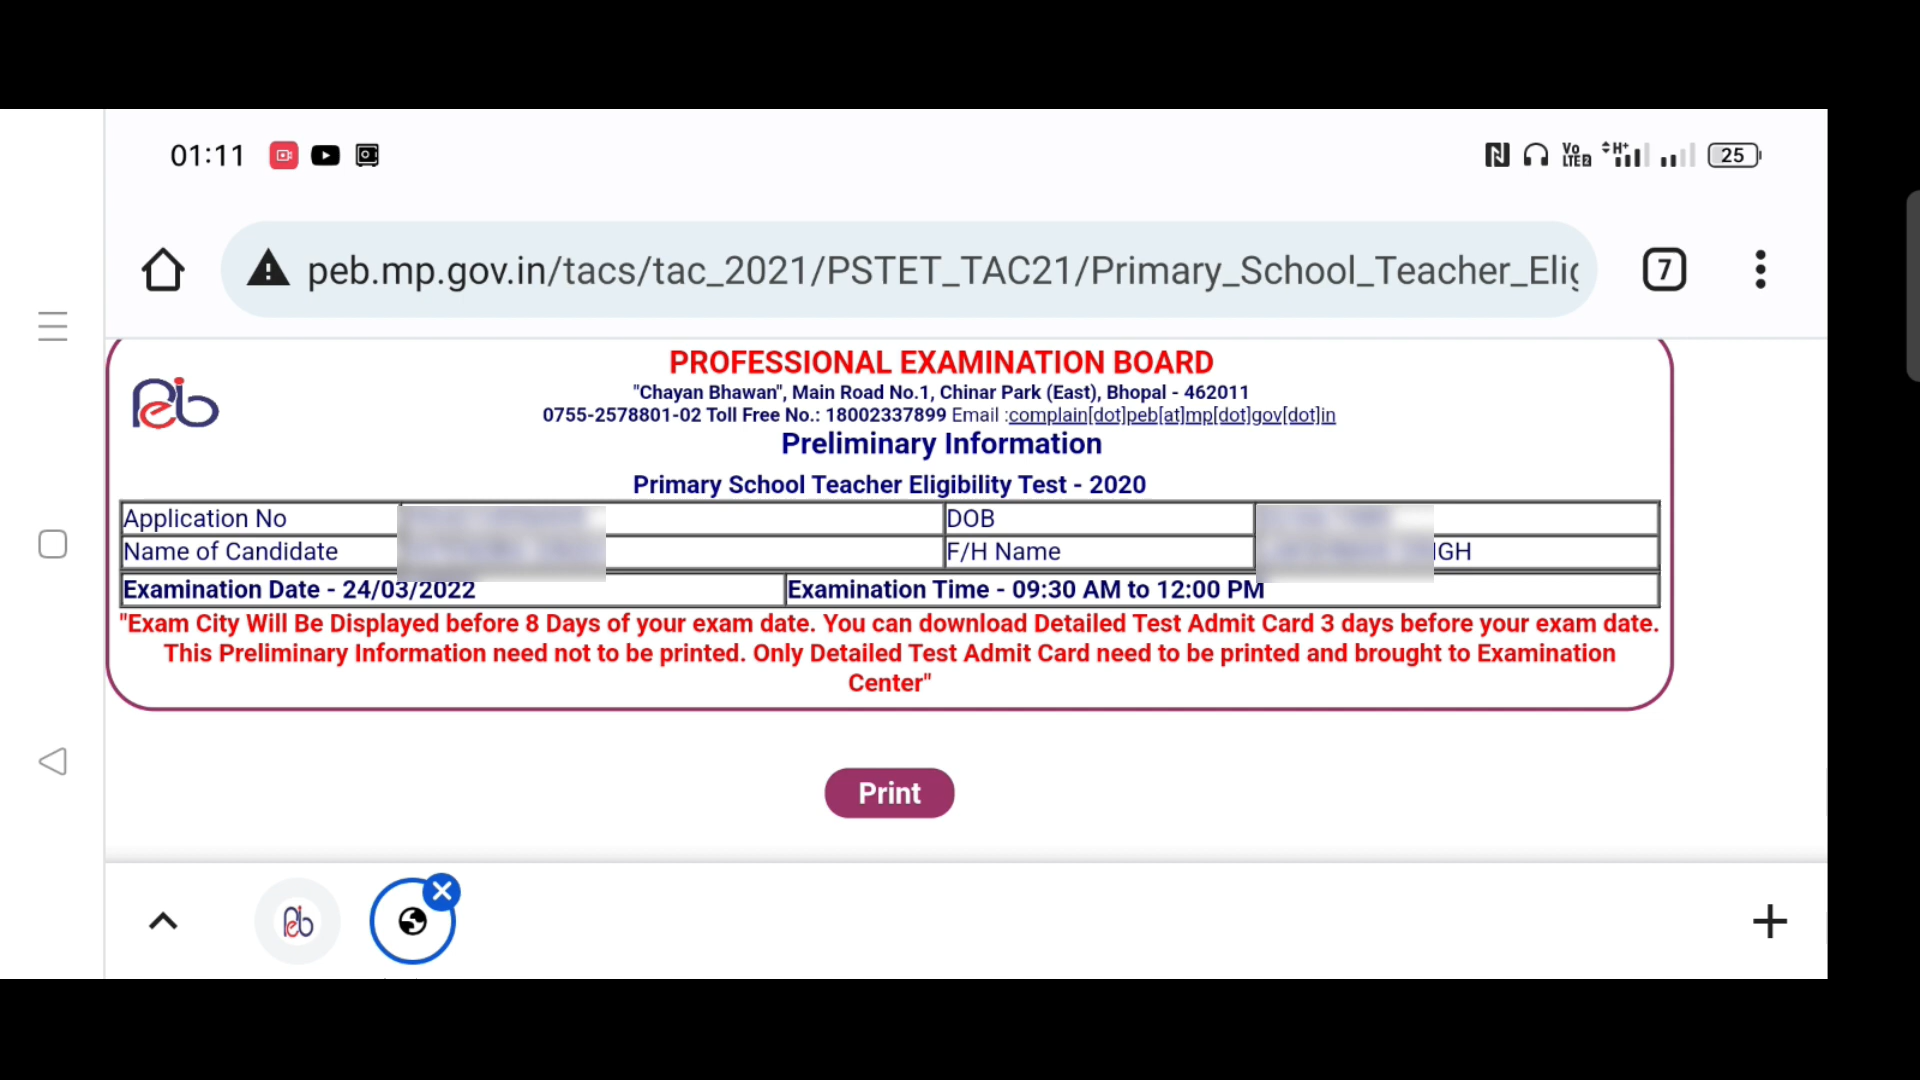 01:11
Vo LTE2 H+ 25
peb.mp.gov.in/tacs/tac_2021/PSTET_TAC21/Primary_School_Teacher_Elig
7
Peb
PROFESSIONAL EXAMINATION BOARD
"Chayan Bhawan", Main Road No.1, Chinar Park (East), Bhopal - 462011
0755-2578801-02 Toll Free No.: 18002337899 Email :complain[dot]peb[at]mp[dot]gov[dot]in
Preliminary Information
Primary School Teacher Eligibility Test - 2020
Application No DOB
Name of Candidate F/H Name
Examination Date - 24/03/2022 Examination Time - 09:30 AM to 12:00 PM
"Exam City Will Be Displayed before 8 Days of your exam date. You can download Detailed Test Admit Card 3 days before your exam date.
This Preliminary Information need not to be printed. Only Detailed Test Admit Card need to be printed and brought to Examination
Center"
Print
Peb